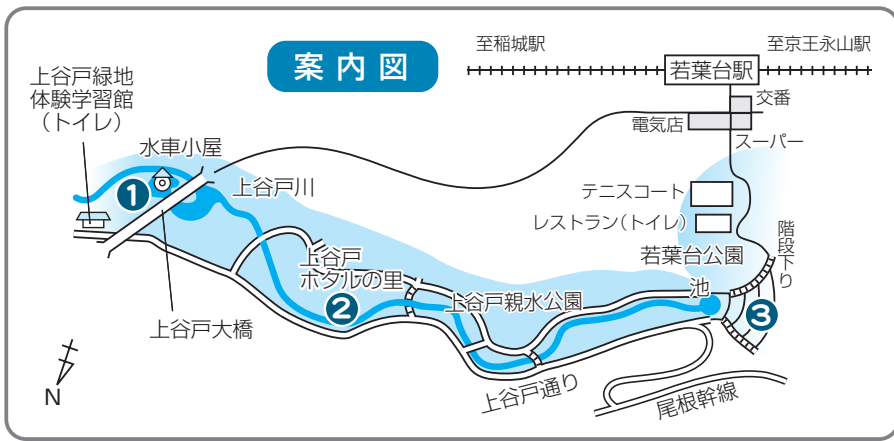 案内図
至稲城駅
至京王永山駅
若葉台駅
交番
電気店
スーパー
上谷戸緑地
体験学習館
（トイレ）
水車小屋
1
上谷戸川
テニスコート
レストラン（トイレ）
若葉台公園
階段下り
上谷戸
ホタルの里
2
上谷戸親水公園
池
3
上谷戸大橋
上谷戸通り
尾根幹線
N